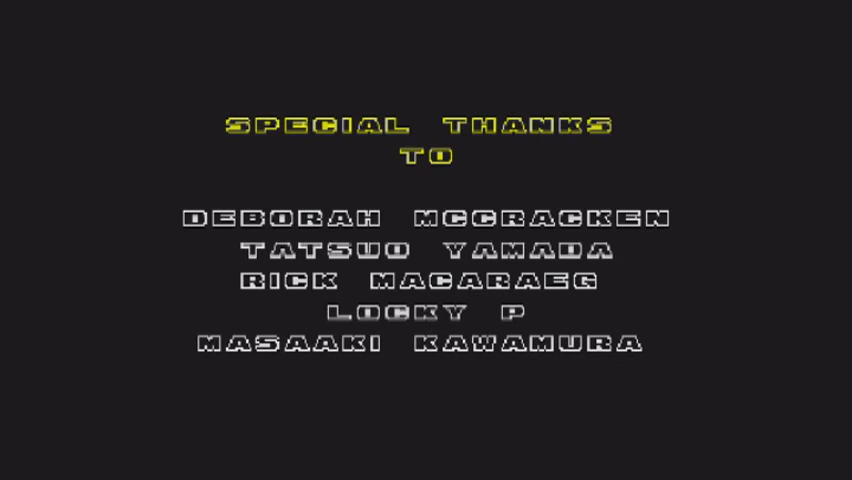 SPECIAL THANKS
TO
DEBORAH MCCRACKEN
TATSUO YAMADA
RICK MACARAEG
LOCKY P
MASAAKI KAWAMURA